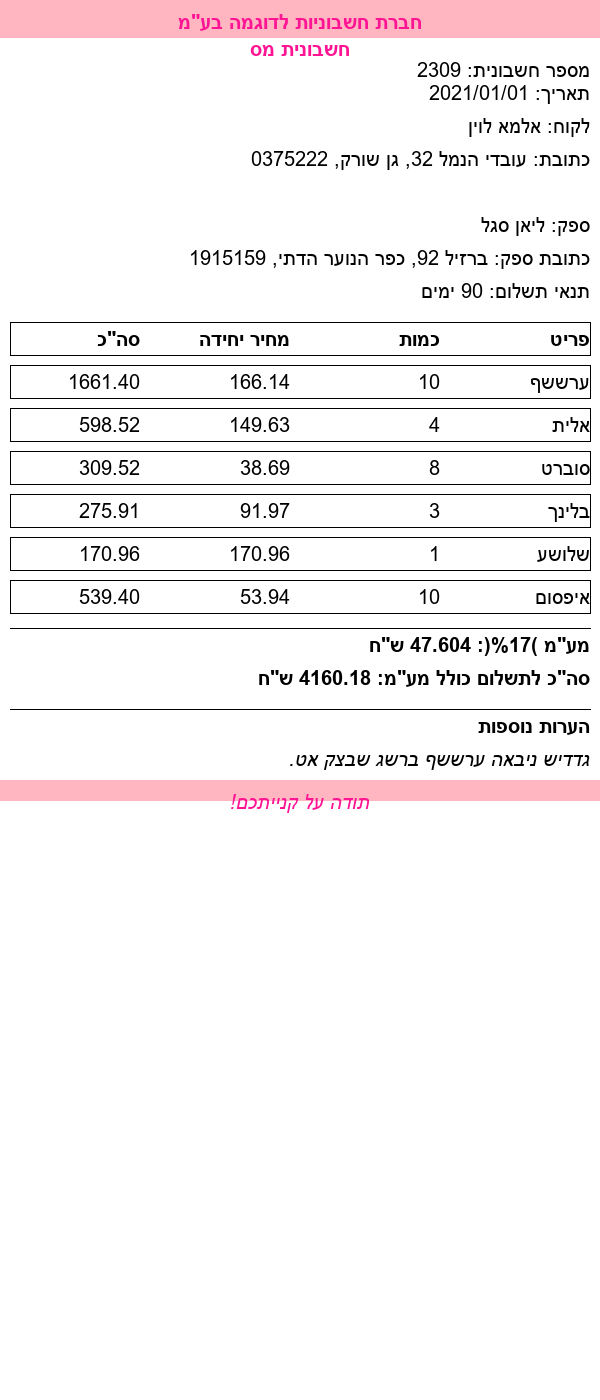 חברת חשבוניות לדוגמה בע"מ
חשבונית מס
מספר חשבונית: 2309
תאריך: 2021/01/01
לקוח: אלמא לוין
כתובת: עובדי הנמל 32, גן שורק, 0375222
ספק: ליאן סגל
כתובת ספק: ברזיל 92, כפר הנוער הדתי, 1915159
תנאי תשלום: 90 ימים
פריט כמות מחיר יחידה סה"כ
ערששף 10 166.14 1661.40
אלית 4 149.63 598.52
סוברט 8 38.69 309.52
בלינך 3 91.97 275.91
שלושע 1 170.96 170.96
איפסום 10 53.94 539.40
מע"מ )17%(: 47.604 ש"ח
סה"כ לתשלום כולל מע"מ: 4160.18 ש"ח
הערות נוספות
גדדיש ניבאה ערששף ברשג שבצק אט.
תודה על קנייתכם!